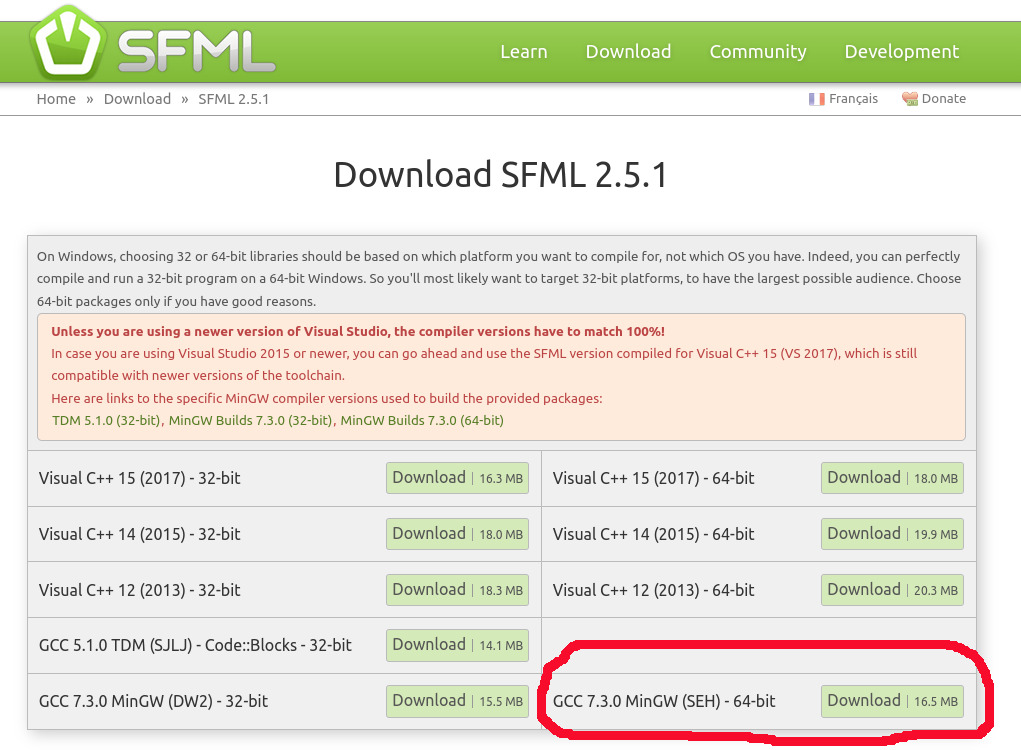 SFML
Learn Download Community Development
Home » Download » SFML 2.5.1
Français Donate
Download SFML 2.5.1
On Windows, choosing 32 or 64-bit libraries should be based on which platform you want to compile for, not which OS you have. Indeed, you can perfectly
compile and run a 32-bit program on a 64-bit Windows. So you'll most likely want to target 32-bit platforms, to have the largest possible audience. Choose
64-bit packages only if you have good reasons.
Unless you are using a newer version of Visual Studio, the compiler versions have to match 100%!
In case you are using Visual Studio 2015 or newer, you can go ahead and use the SFML version compiled for Visual C++ 15 (VS 2017), which is still
compatible with newer versions of the toolchain.
Here are links to the specific MinGW compiler versions used to build the provided packages:
TDM 5.1.0 (32-bit), MinGW Builds 7.3.0 (32-bit), MinGW Builds 7.3.0 (64-bit)
Visual C++ 15 (2017) - 32-bit Download | 16.3 MB Visual C++ 15 (2017) - 64-bit Download | 18.0 MB
Visual C++ 14 (2015) - 32-bit Download | 18.0 MB Visual C++ 14 (2015) - 64-bit Download | 19.9 MB
Visual C++ 12 (2013) - 32-bit Download | 18.3 MB Visual C++ 12 (2013) - 64-bit Download | 20.3 MB
GCC 5.1.0 TDM (SJLJ) - Code::Blocks - 32-bit Download | 14.1 MB
GCC 7.3.0 MinGW (DW2) - 32-bit Download | 15.5 MB GCC 7.3.0 MinGW (SEH) - 64-bit Download | 16.5 MB